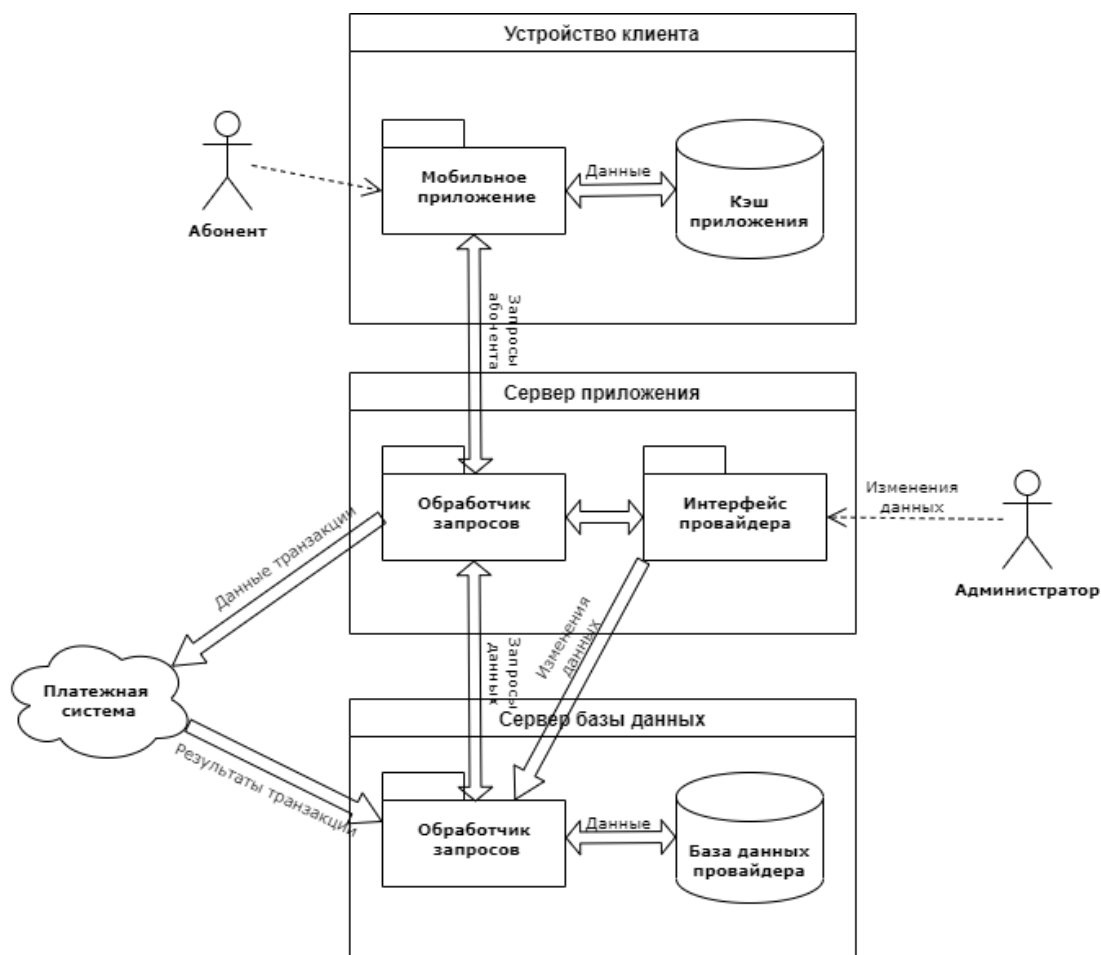 Устройство клиента
Мобильное
приложение
Данные
Кэш
приложения
Абонент
Запросы
абонента
Сервер приложения
Обработчик
запросов
Интерфейс
провайдера
Изменения
данных
Администратор
Данные транзакции
Платежная
система
Запросы
данных
Изменения
данных
Результаты транзакции
Сервер базы данных
Обработчик
запросов
Данные
База данных
провайдера